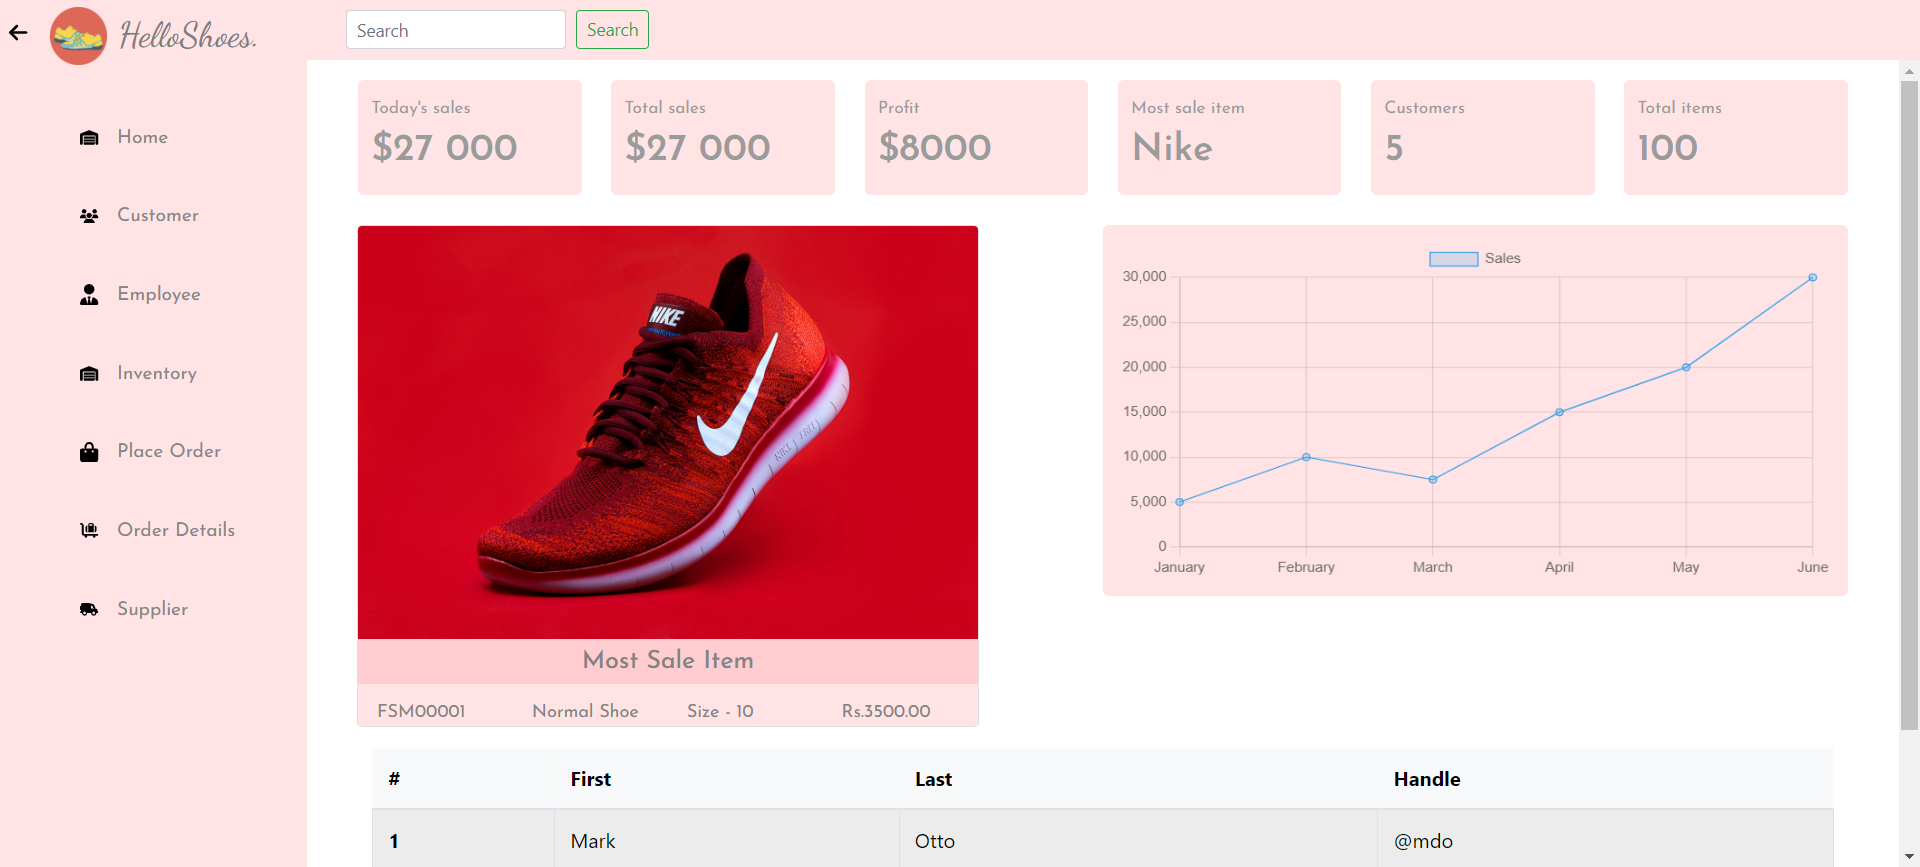 HelloShoes.
Search
Search
Home
Customer
Employee
Inventory
Place Order
Order Details
Supplier
Today's sales
$27 000
Total sales
$27 000
Profit
$8000
Most sale item
Nike
Customers
5
Total items
100
NIKE
NIKE FREE
Most Sale Item
FSM00001 Normal Shoe Size - 10 Rs.3500.00
Sales
30,000
25,000
20,000
15,000
10,000
5,000
0
January February March April May June
# First Last Handle
1 Mark Otto @mdo